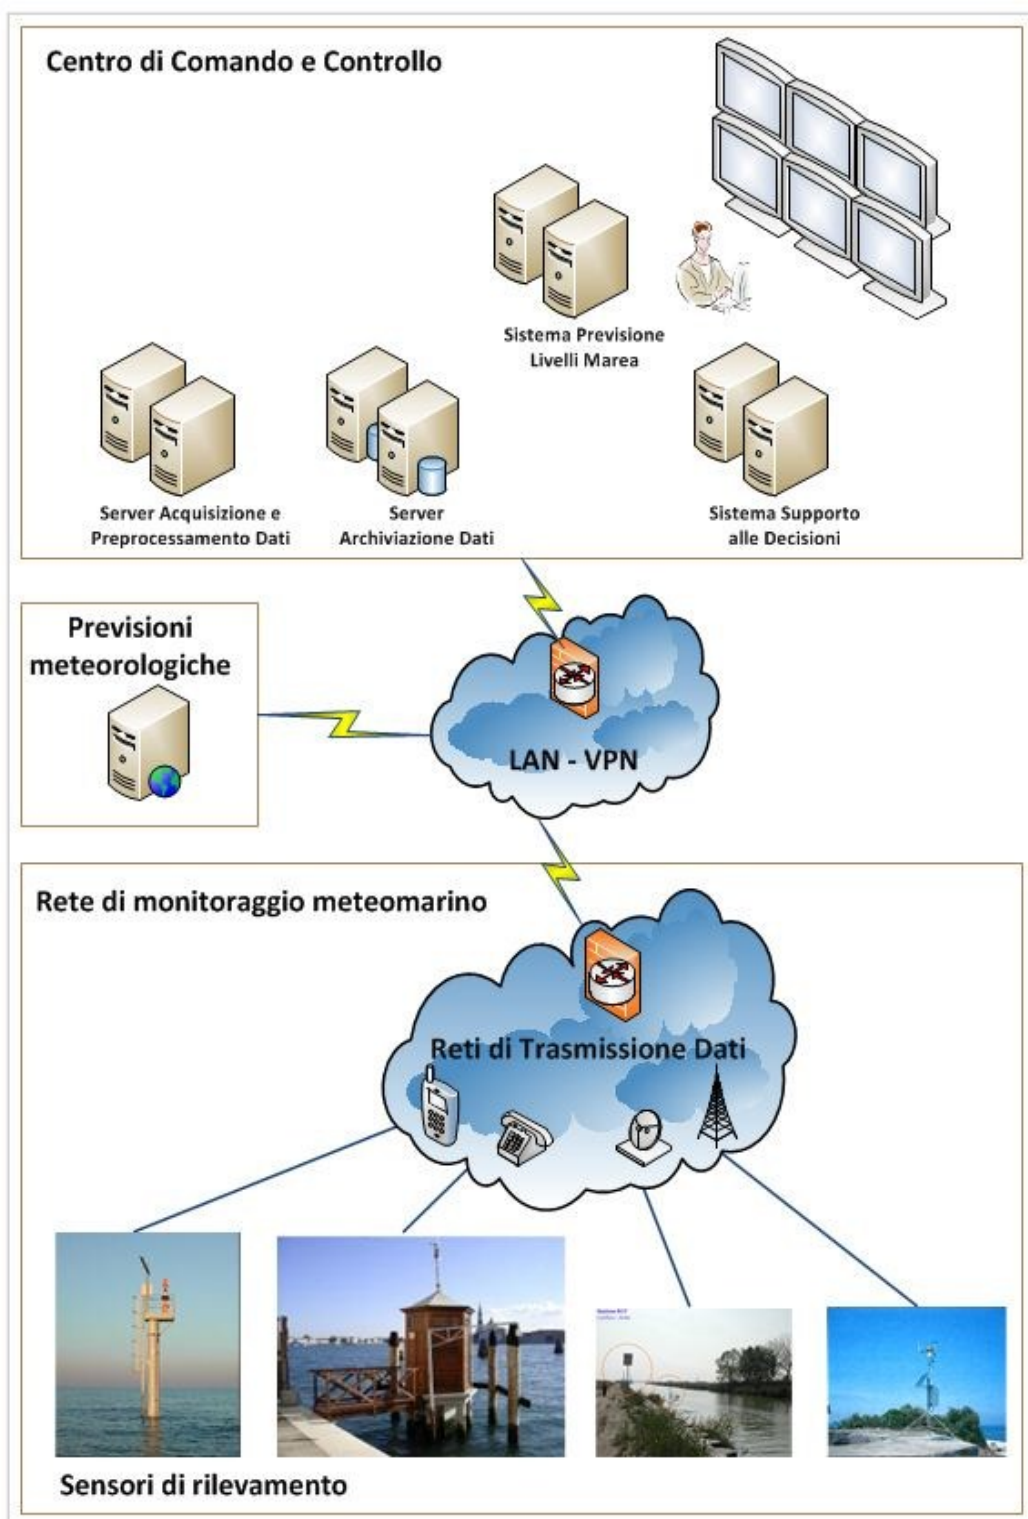 Centro di Comando e Controllo
Sistema Previsione
Livelli Marea
Server Acquisizione e
Preprocessamento Dati
Server
Archiviazione Dati
Sistema Supporto
alle Decisioni
Previsioni
meteorologiche
LAN - VPN
Rete di monitoraggio meteomarino
Reti di Trasmissione Dati
Sensori di rilevamento